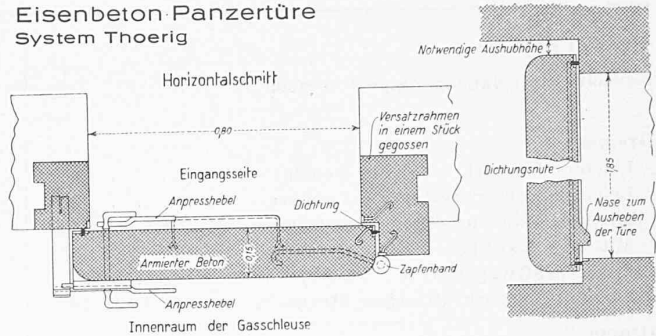 Eisenbeton-Panzertüre
System Thoerig
Horizontalschnitt
Notwendige Aushubhöhe
0,80
Versatzrahmen
in einem Stück
gegossen
Eingangsseite
Anpresshebel
Dichtung
Dichtungsnute
1,85
Nase zum
Ausheben
der Türe
Armierter Beton
0,15
Zapfenband
Anpresshebel
Innenraum der Gasschleuse